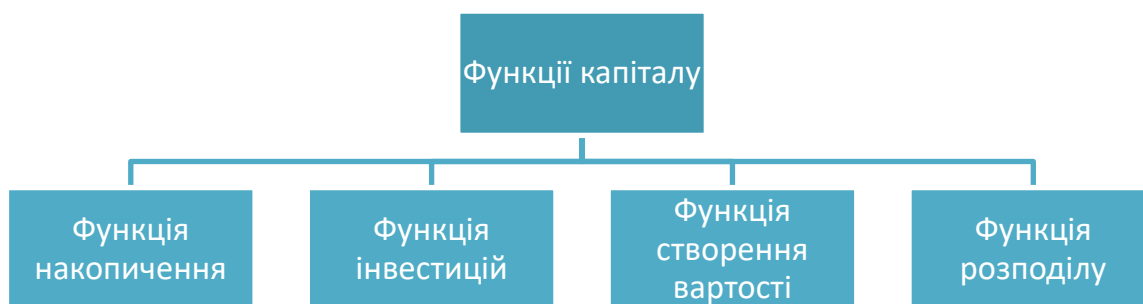 Функції капіталу
Функція
накопичення
Функція
інвестицій
Функція
створення
вартості
Функція
розподілу